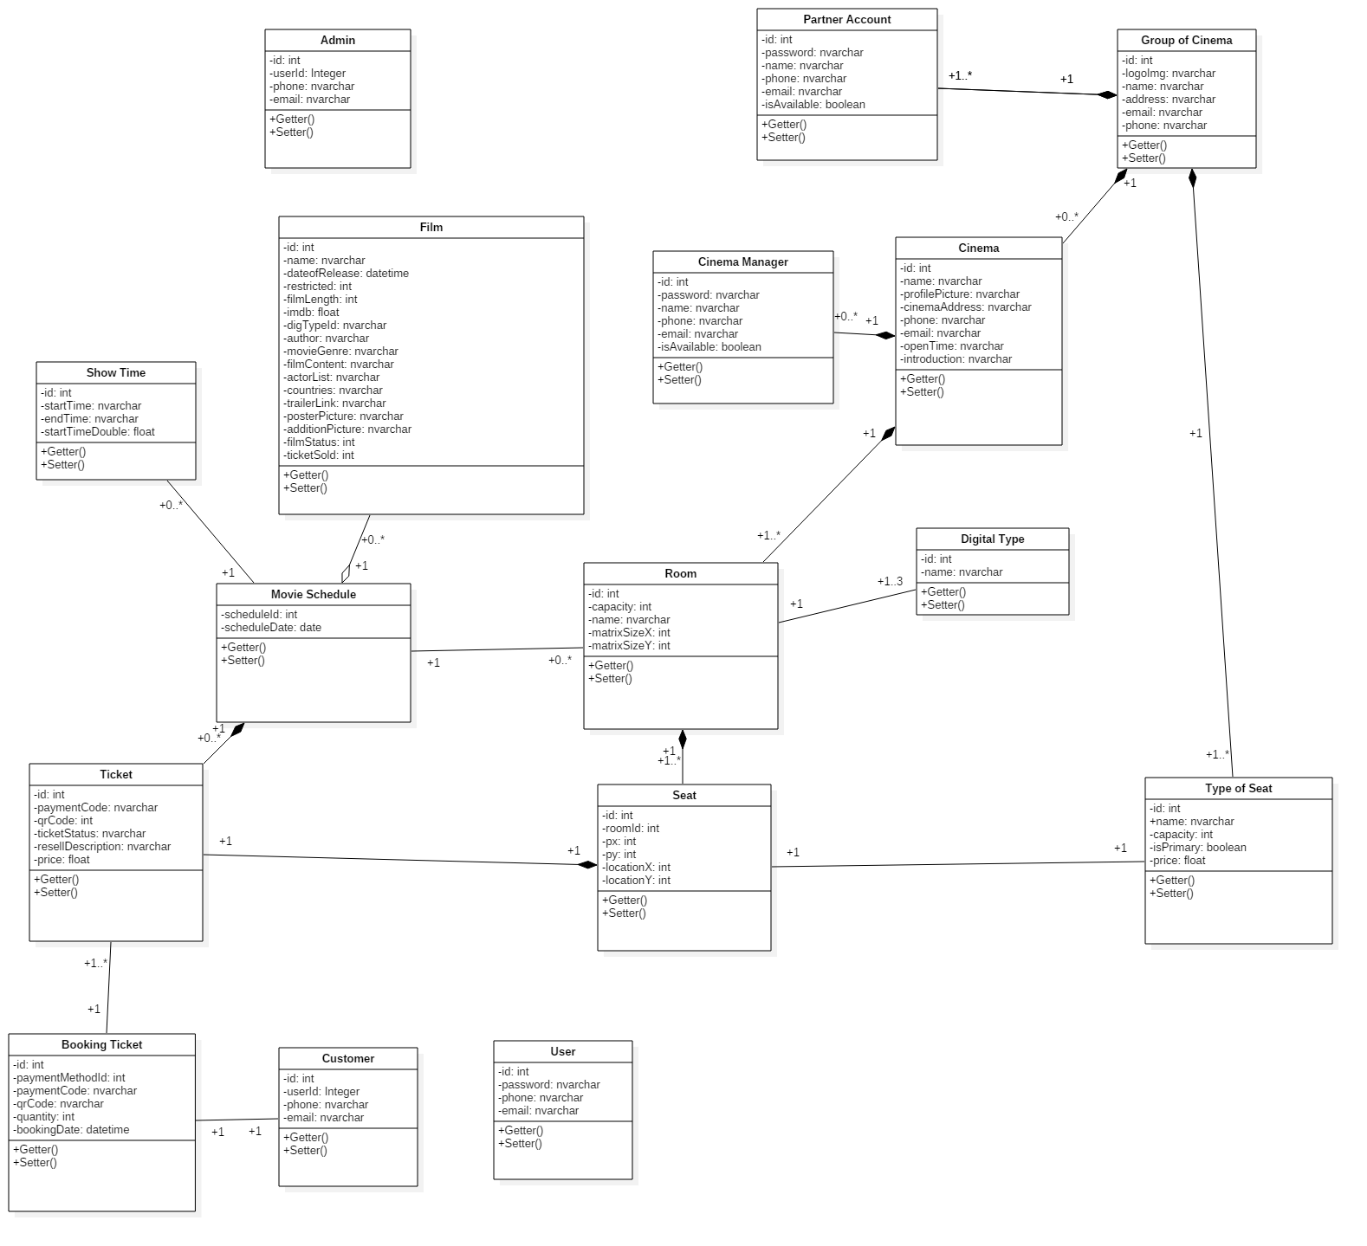 Admin
-id: int
-userId: Integer
-phone: nvarchar
-email: nvarchar
+Getter()
+Setter()
Partner Account
-id: int
-password: nvarchar
-name: nvarchar
-phone: nvarchar
-email: nvarchar
-isAvailable: boolean
+Getter()
+Setter()
+1..*
+1
Group of Cinema
-id: int
-logoImg: nvarchar
-name: nvarchar
-address: nvarchar
-email: nvarchar
-phone: nvarchar
+Getter()
+Setter()
+1
+0..*
Film
-id: int
-name: nvarchar
-dateofRelease: datetime
-restricted: int
-filmLength: int
-imdb: float
-digTypeId: nvarchar
-author: nvarchar
-movieGenre: nvarchar
-filmContent: nvarchar
-actorList: nvarchar
-countries: nvarchar
-trailerLink: nvarchar
-posterPicture: nvarchar
-additionPicture: nvarchar
-filmStatus: int
-ticketSold: int
+Getter()
+Setter()
Cinema Manager
-id: int
-password: nvarchar
-name: nvarchar
-phone: nvarchar
-email: nvarchar
-isAvailable: boolean
+Getter()
+Setter()
+0..*
+1
Cinema
-id: int
-name: nvarchar
-profilePicture: nvarchar
-cinemaAddress: nvarchar
-phone: nvarchar
-email: nvarchar
-openTime: nvarchar
-introduction: nvarchar
+Getter()
+Setter()
+1
+1
+1..*
Show Time
-id: int
-startTime: nvarchar
-endTime: nvarchar
-startTimeDouble: float
+Getter()
+Setter()
+0..*
+1
+0..*
+1
Movie Schedule
-scheduleId: int
-scheduleDate: date
+Getter()
+Setter()
+1
+0..*
Room
-id: int
-capacity: int
-name: nvarchar
-matrixSizeX: int
-matrixSizeY: int
+Getter()
+Setter()
+1
+1..3
Digital Type
-id: int
-name: nvarchar
+Getter()
+Setter()
+1
+0..*
+1
+1..*
+1..*
Ticket
-id: int
-paymentCode: nvarchar
-qrCode: int
-ticketStatus: nvarchar
-resellDescription: nvarchar
-price: float
+Getter()
+Setter()
+1
+1
Seat
-id: int
-roomId: int
-px: int
-py: int
-locationX: int
-locationY: int
+Getter()
+Setter()
+1
+1
Type of Seat
-id: int
+name: nvarchar
-capacity: int
-isPrimary: boolean
-price: float
+Getter()
+Setter()
+1..*
+1
Booking Ticket
-id: int
-paymentMethodId: int
-paymentCode: nvarchar
-qrCode: nvarchar
-quantity: int
-bookingDate: datetime
+Getter()
+Setter()
+1
+1
Customer
-id: int
-userId: Integer
-phone: nvarchar
-email: nvarchar
+Getter()
+Setter()
User
-id: int
-password: nvarchar
-phone: nvarchar
-email: nvarchar
+Getter()
+Setter()